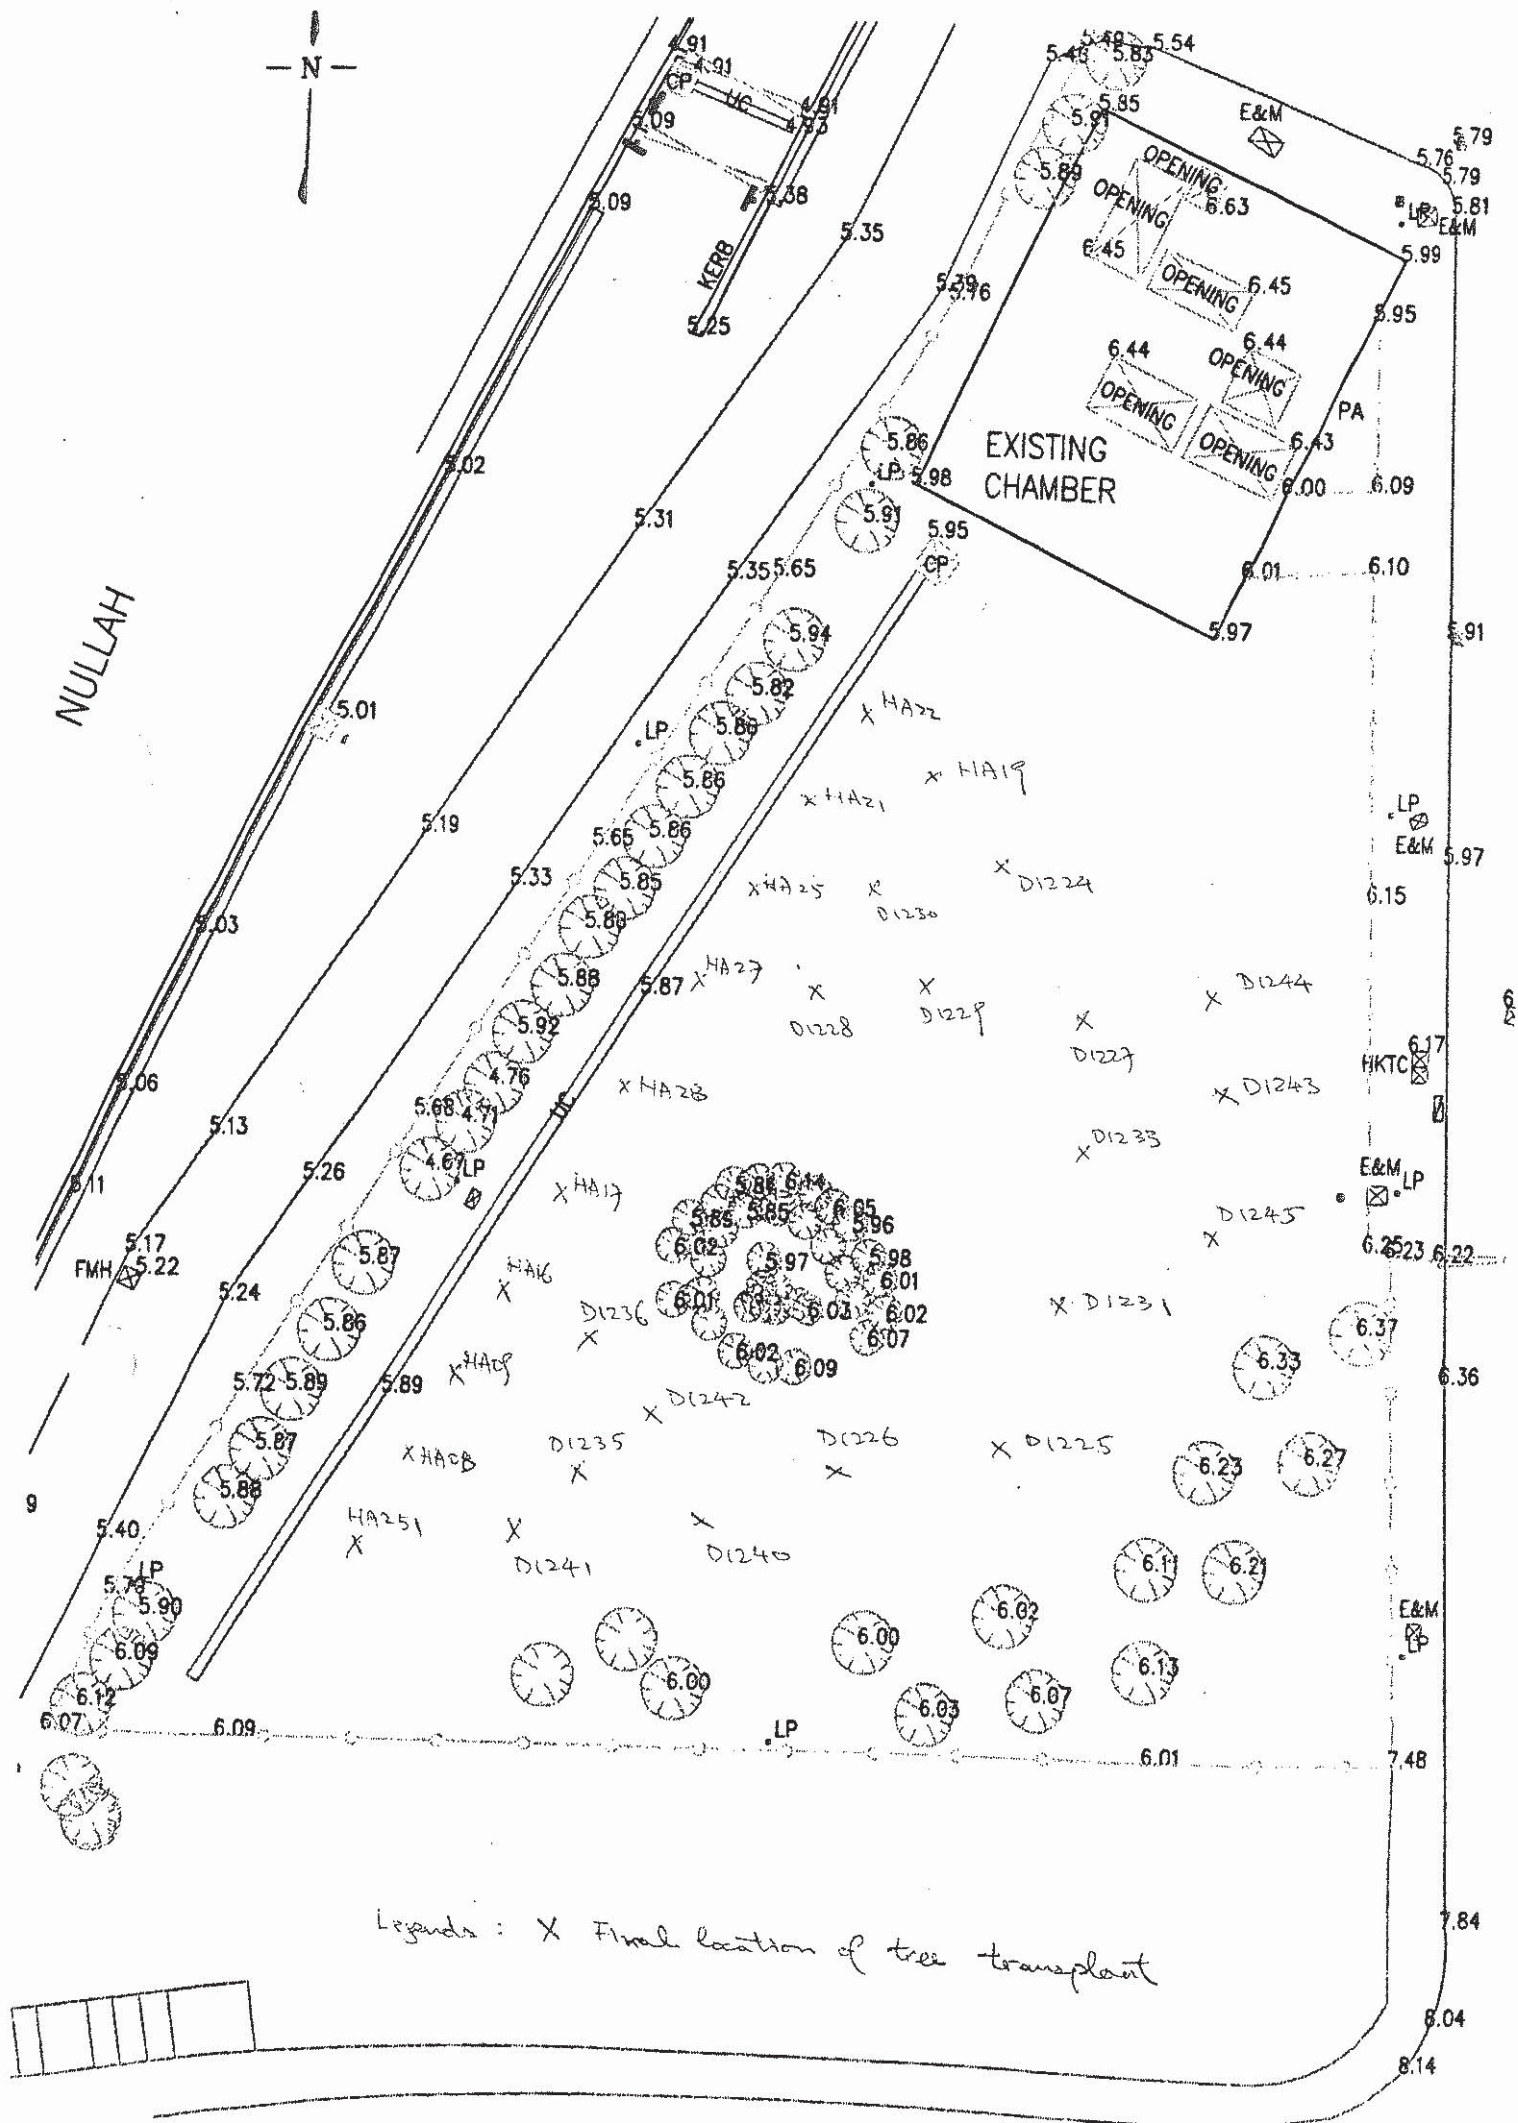 N
4.91
4.91
CP
UC
4.91
4.93
5.09
5.38
5.09
KERB
5.25
5.35
5.39
5.76
5.46
5.49
5.54
5.83
5.85
5.91
5.89
E&M
5.79
5.76
5.79
5.81
LP
E&M
OPENING
6.63
OPENING
6.45
5.99
OPENING
6.45
5.95
6.44
6.44
OPENING
OPENING
PA
6.43
OPENING
6.00
6.09
EXISTING
CHAMBER
5.86
LP
5.98
5.91
5.95
CP
6.01
6.10
5.97
5.91
5.02
5.31
5.35
5.65
NULLAH
5.01
5.94
5.82
LP
HA22
5.86
HA19
HA21
5.19
5.65
5.86
LP
E&M
5.97
5.33
5.85
HA25
D1230
D1224
6.15
5.03
5.88
5.87
HA27
D1228
D1229
D1244
D1227
5.92
6.17
HKTC
5.06
4.76
HA28
D1243
5.68
4.71
UC
5.13
D1233
5.11
5.26
4.67
LP
HA17
E&M
LP
5.85
6.14
6.05
5.96
D1245
5.17
FMH
5.22
5.87
6.02
5.97
5.98
6.25
6.23
6.22
5.24
HA16
6.01
6.03
6.01
6.02
D1231
5.86
D1236
6.07
6.37
6.02
6.09
6.33
6.36
5.72
5.89
5.89
HA09
D1242
5.87
HA08
D1235
D1226
D1225
6.23
6.27
9
5.88
5.40
HA251
D1241
D1240
LP
6.11
6.21
5.90
6.02
E&M
LP
6.09
6.00
6.12
6.00
6.13
6.07
6.09
6.03
6.07
LP
6.01
7.48
Legends : X Final location of tree transplant
7.84
8.04
8.14